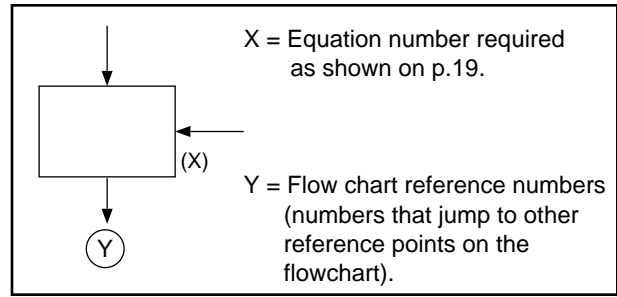 X = Equation number required
as shown on p.19.
(X)
Y = Flow chart reference numbers
(numbers that jump to other
reference points on the
flowchart).
Y